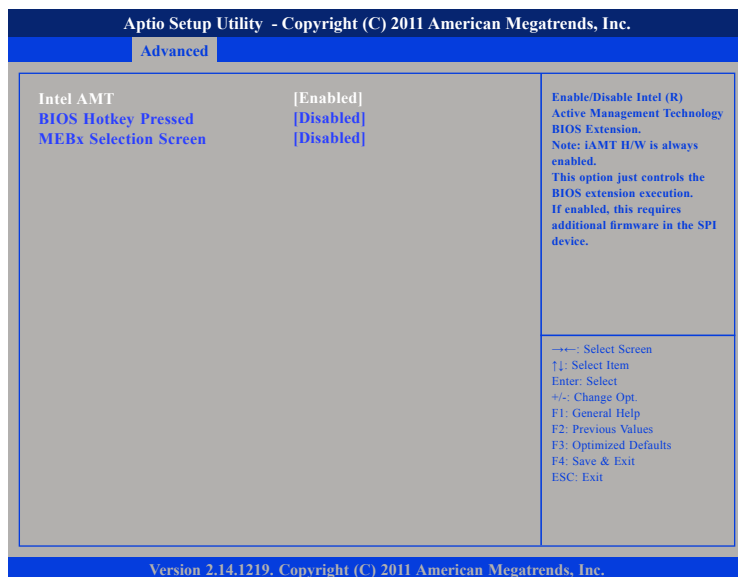 Aptio Setup Utility - Copyright (C) 2011 American Megatrends, Inc.
Advanced
Intel AMT [Enabled]
BIOS Hotkey Pressed [Disabled]
MEBx Selection Screen [Disabled]
Enable/Disable Intel (R)
Active Management Technology
BIOS Extension.
Note: iAMT H/W is always
enabled.
This option just controls the
BIOS extension execution.
If enabled, this requires
additional firmware in the SPI
device.
→←: Select Screen
↑↓: Select Item
Enter: Select
+/-: Change Opt.
F1: General Help
F2: Previous Values
F3: Optimized Defaults
F4: Save & Exit
ESC: Exit
Version 2.14.1219. Copyright (C) 2011 American Megatrends, Inc.